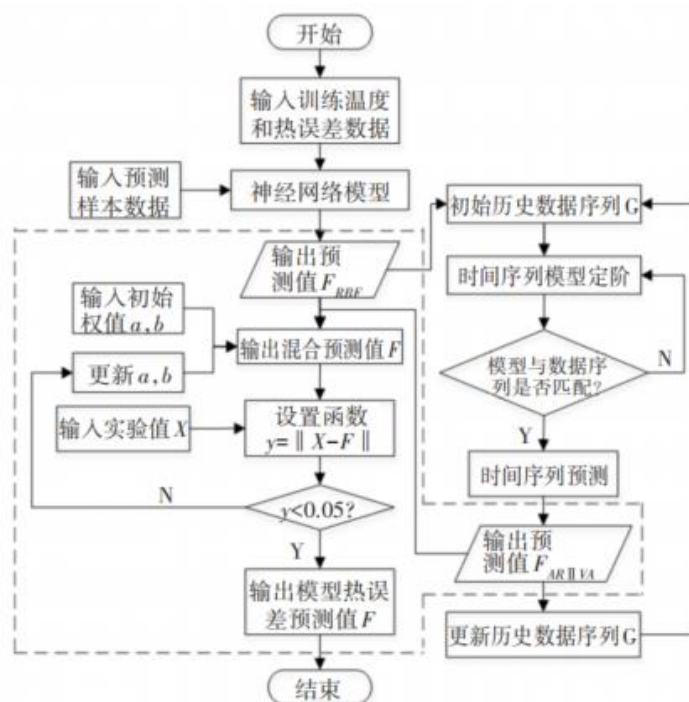 开始
输入训练温度
和热误差数据
输入预测
样本数据
神经网络模型
输出预
测值F_RBF
输入初始
权值a,b
更新a,b
输出混合预测值F
输入实验值X
设置函数
y=‖X-F‖
N
y<0.05?
Y
输出模型热误
差预测值F
结束
初始历史数据序列G
时间序列模型定阶
模型与数据序
列是否匹配?
N
Y
时间序列预测
输出预
测值F_AR‖VA
更新历史数据序列G